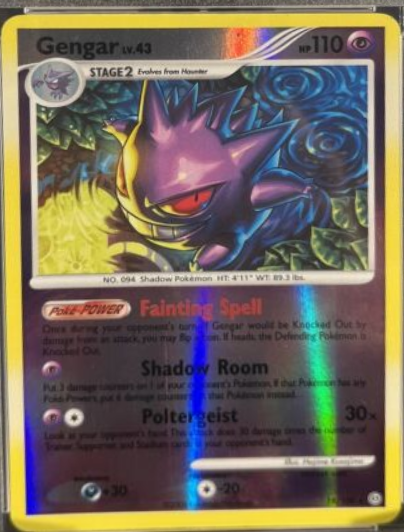 Gengar LV.43 HP 110
STAGE2 Evolves from Haunter
NO. 094 Shadow Pokémon HT: 4'11" WT: 89.3 lbs.
Poké-POWER Fainting Spell
Once during your opponent's turn, if Gengar would be Knocked Out by
damage from an attack, you may flip a coin. If heads, the Defending Pokémon is
Knocked Out.
Shadow Room
Put 3 damage counters on 1 of your opponent's Pokémon. If that Pokémon has any
Poké-Powers, put 6 damage counters on that Pokémon instead.
Poltergeist 30×
Look at your opponent's hand. This attack does 30 damage times the number of
Trainer, Supporter, and Stadium cards in your opponent's hand.
Illus. Hajime Kusajima
+30 -20